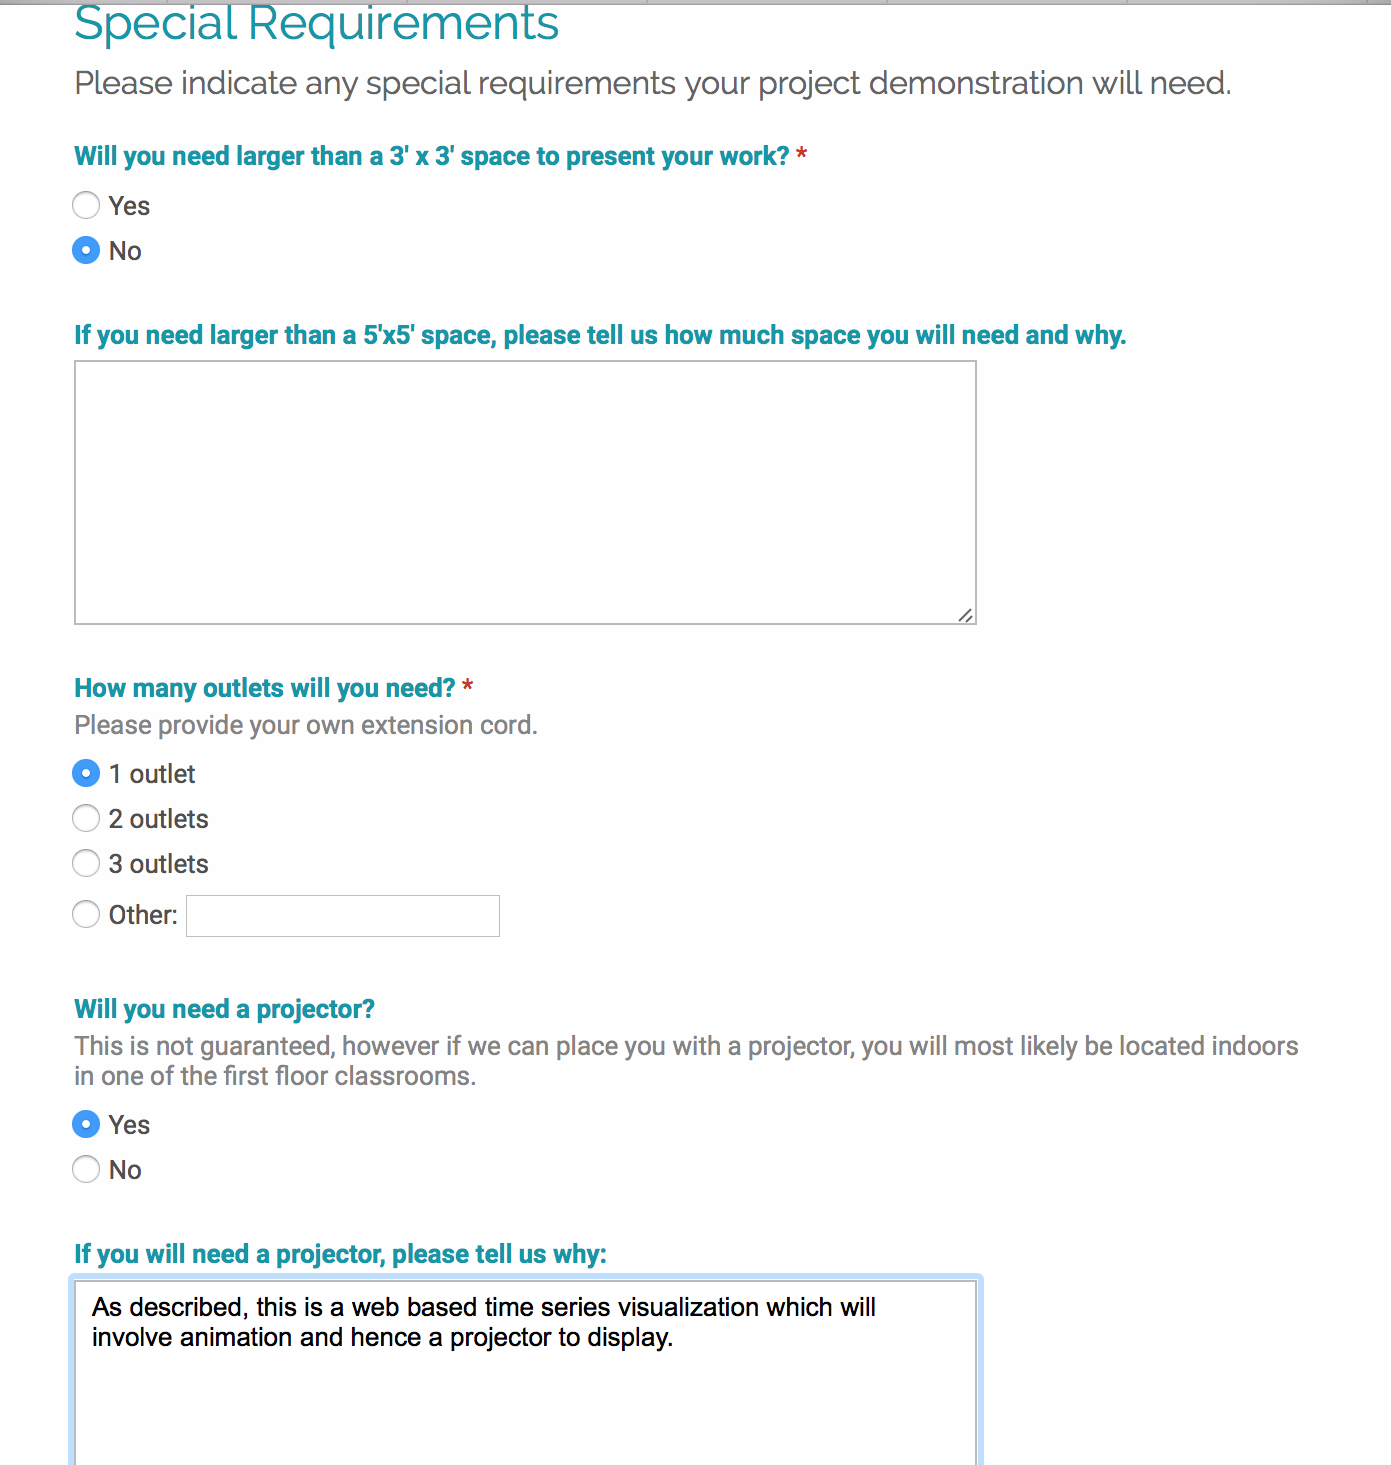 Special Requirements
Please indicate any special requirements your project demonstration will need.
Will you need larger than a 3' x 3' space to present your work? *
Yes
No
If you need larger than a 5'x5' space, please tell us how much space you will need and why.
How many outlets will you need? *
Please provide your own extension cord.
1 outlet
2 outlets
3 outlets
Other:
Will you need a projector?
This is not guaranteed, however if we can place you with a projector, you will most likely be located indoors
in one of the first floor classrooms.
Yes
No
If you will need a projector, please tell us why:
As described, this is a web based time series visualization which will
involve animation and hence a projector to display.